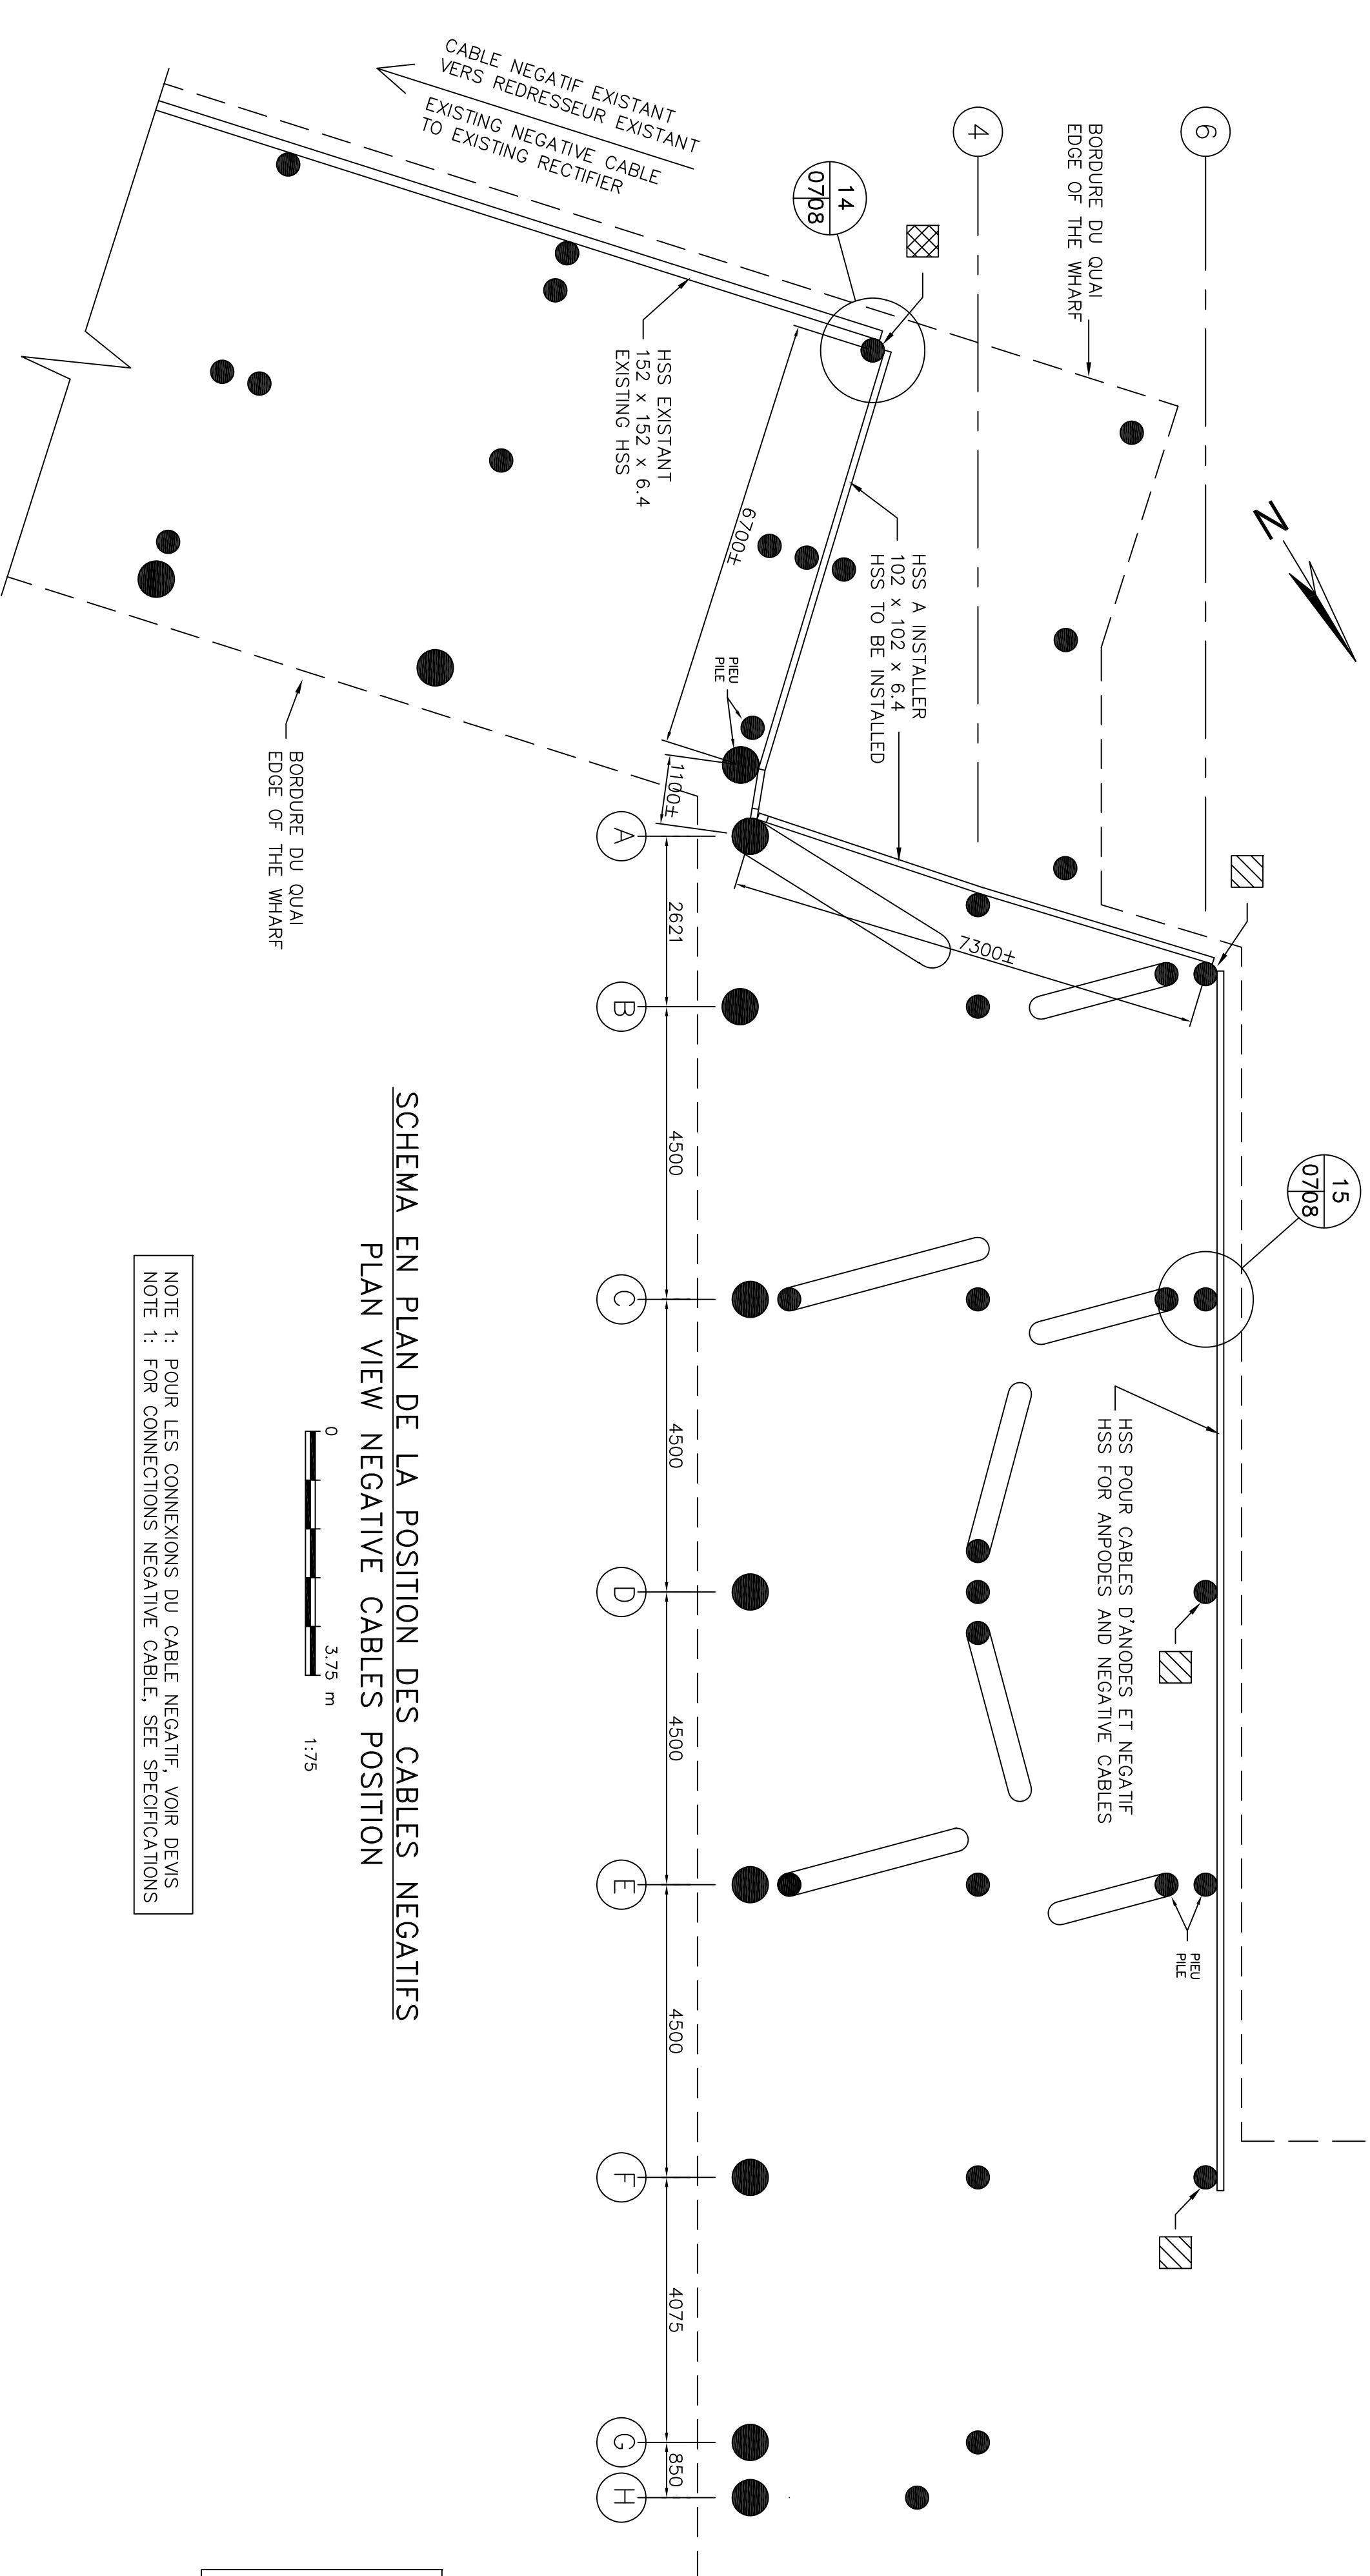 6
4
BORDURE DU QUAI
EDGE OF THE WHARF
N
CABLE NEGATIF EXISTANT
VERS REDRESSEUR EXISTANT
EXISTING NEGATIVE CABLE
TO EXISTING RECTIFIER
14
0708
HSS EXISTANT
152 x 152 x 6.4
EXISTING HSS
6700±
HSS A INSTALLER
102 x 102 x 6.4
HSS TO BE INSTALLED
PIEU
PILE
1100±
7300±
BORDURE DU QUAI
EDGE OF THE WHARF
15
0708
HSS POUR CABLES D'ANODES ET NEGATIF
HSS FOR ANPODES AND NEGATIVE CABLES
PIEU
PILE
2621
4500
4500
4500
4500
4075
850
A
B
C
D
E
F
G
H
SCHEMA EN PLAN DE LA POSITION DES CABLES NEGATIFS
PLAN VIEW NEGATIVE CABLES POSITION
0
3.75 m
1:75
NOTE 1: POUR LES CONNEXIONS DU CABLE NEGATIF, VOIR DEVIS
NOTE 1: FOR CONNECTIONS NEGATIVE CABLE, SEE SPECIFICATIONS